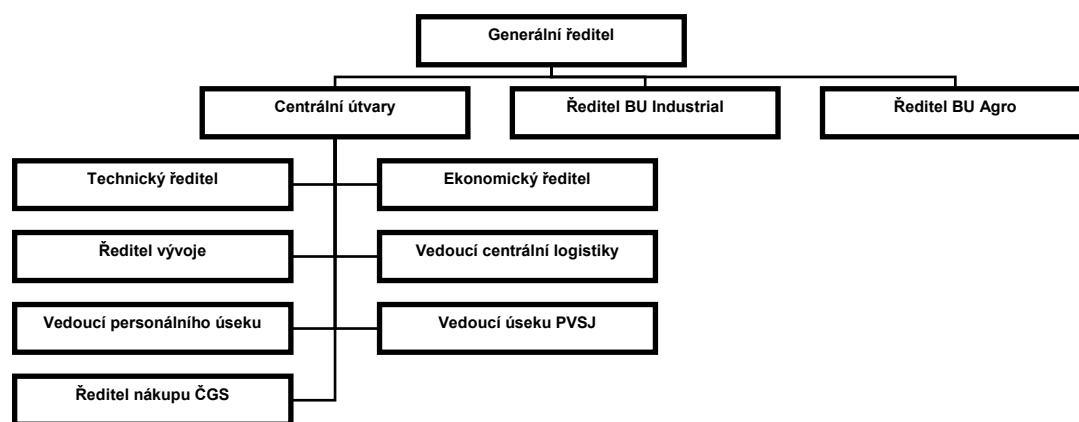 Generální ředitel
Centrální útvary
Ředitel BU Industrial
Ředitel BU Agro
Technický ředitel
Ekonomický ředitel
Ředitel vývoje
Vedoucí centrální logistiky
Vedoucí personálního úseku
Vedoucí úseku PVSJ
Ředitel nákupu ČGS